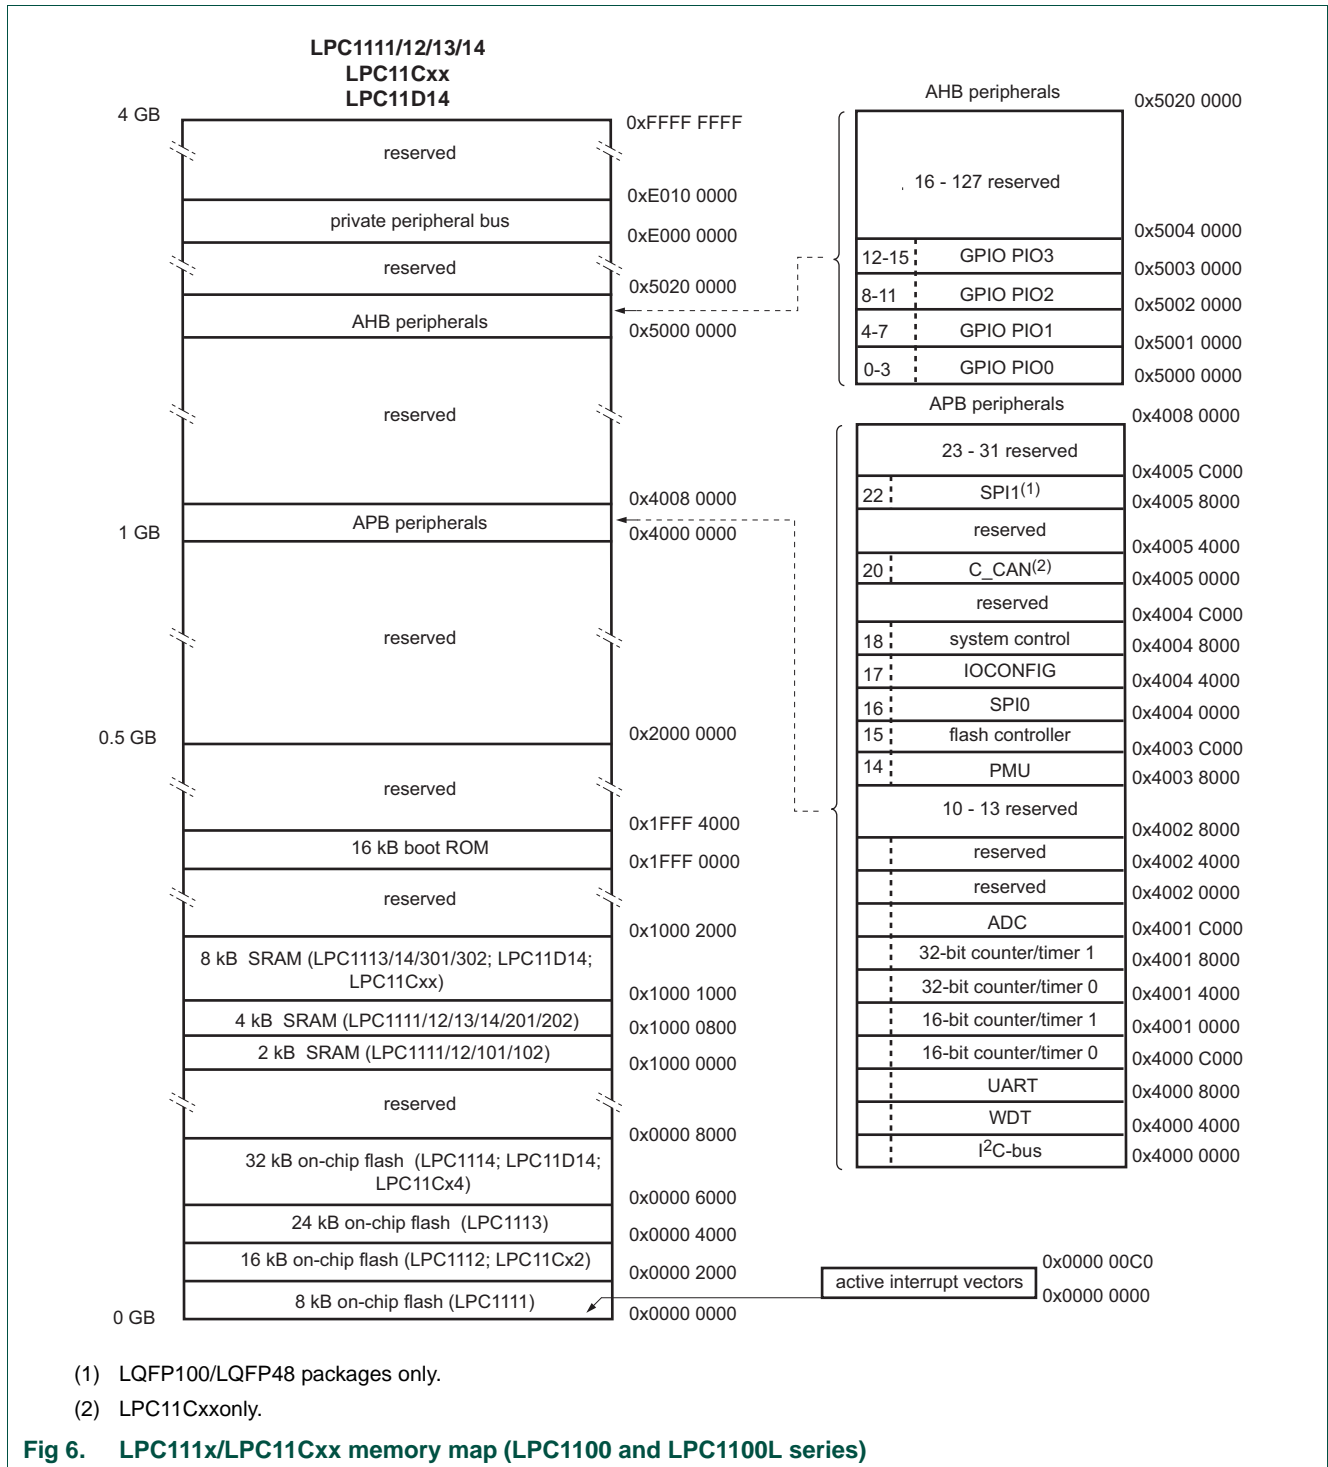 LPC1111/12/13/14
LPC11Cxx
LPC11D14
4 GB
0xFFFF FFFF
reserved
0xE010 0000
private peripheral bus
0xE000 0000
reserved
0x5020 0000
AHB peripherals
0x5000 0000
reserved
0x4008 0000
APB peripherals
1 GB
0x4000 0000
reserved
0.5 GB
0x2000 0000
reserved
0x1FFF 4000
16 kB boot ROM
0x1FFF 0000
reserved
0x1000 2000
8 kB SRAM (LPC1113/14/301/302; LPC11D14;
LPC11Cxx)
0x1000 1000
4 kB SRAM (LPC1111/12/13/14/201/202)
0x1000 0800
2 kB SRAM (LPC1111/12/101/102)
0x1000 0000
reserved
0x0000 8000
32 kB on-chip flash (LPC1114; LPC11D14;
LPC11Cx4)
0x0000 6000
24 kB on-chip flash (LPC1113)
0x0000 4000
16 kB on-chip flash (LPC1112; LPC11Cx2)
0x0000 2000
8 kB on-chip flash (LPC1111)
0 GB
0x0000 0000
AHB peripherals
0x5020 0000
16 - 127 reserved
0x5004 0000
12-15 GPIO PIO3
0x5003 0000
8-11 GPIO PIO2
0x5002 0000
4-7 GPIO PIO1
0x5001 0000
0-3 GPIO PIO0
0x5000 0000
APB peripherals
0x4008 0000
23 - 31 reserved
0x4005 C000
22 SPI1(1)
0x4005 8000
reserved
0x4005 4000
20 C_CAN(2)
0x4005 0000
reserved
0x4004 C000
18 system control
0x4004 8000
17 IOCONFIG
0x4004 4000
16 SPI0
0x4004 0000
15 flash controller
0x4003 C000
14 PMU
0x4003 8000
10 - 13 reserved
0x4002 8000
reserved
0x4002 4000
reserved
0x4002 0000
ADC
0x4001 C000
32-bit counter/timer 1
0x4001 8000
32-bit counter/timer 0
0x4001 4000
16-bit counter/timer 1
0x4001 0000
16-bit counter/timer 0
0x4000 C000
UART
0x4000 8000
WDT
0x4000 4000
I2C-bus
0x4000 0000
0x0000 00C0
active interrupt vectors
0x0000 0000
(1) LQFP100/LQFP48 packages only.
(2) LPC11Cxxonly.
Fig 6. LPC111x/LPC11Cxx memory map (LPC1100 and LPC1100L series)